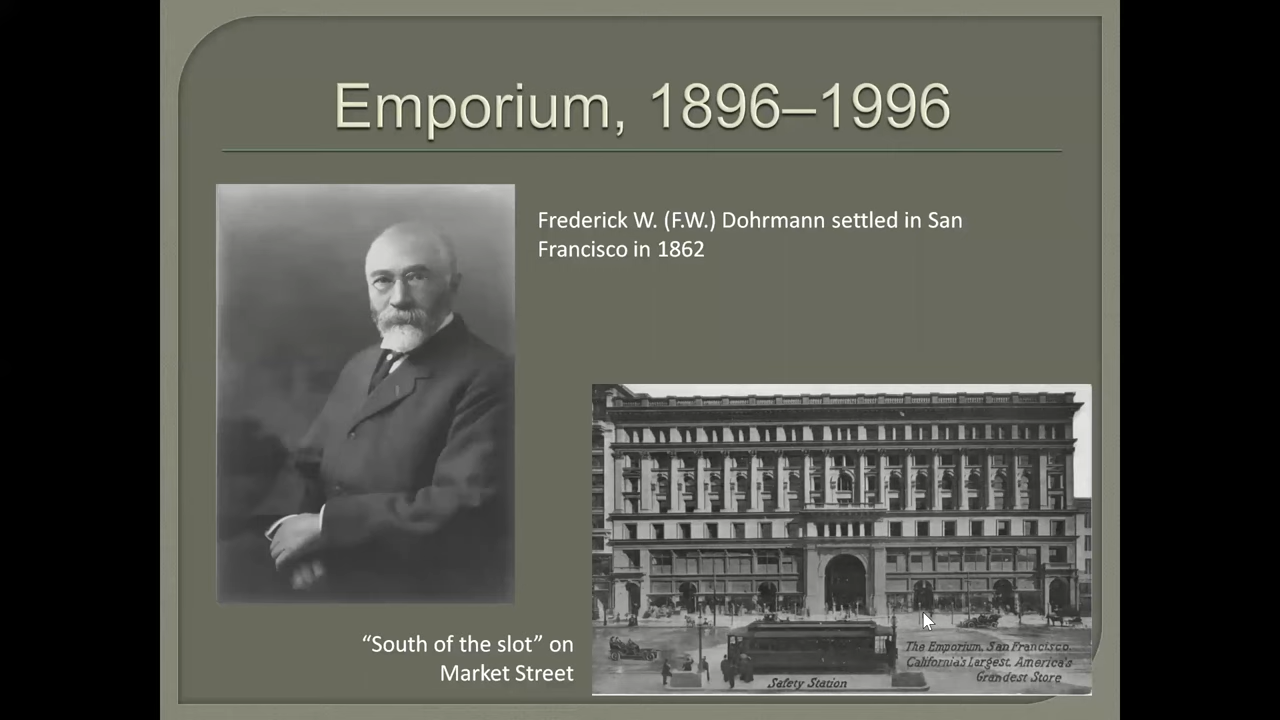 Emporium, 1896–1996
Frederick W. (F.W.) Dohrmann settled in San
Francisco in 1862
“South of the slot” on
Market Street
The Emporium, San Francisco.
California's Largest, America's
Grandest Store
Safety Station